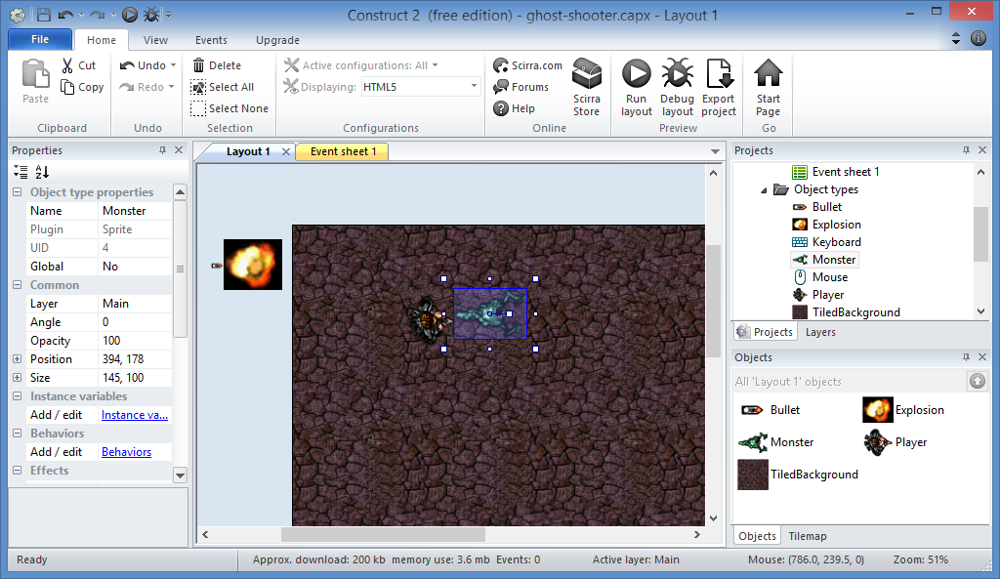 Construct 2 (free edition) - ghost-shooter.capx - Layout 1
File Home View Events Upgrade
Paste
Cut
Copy
Clipboard
Undo
Redo
Undo
Delete
Select All
Select None
Selection
Active configurations: All
Displaying: HTML5
Configurations
Scirra.com
Forums
Help
Scirra Store
Online
Run layout
Debug layout
Export project
Preview
Start Page
Go
Properties
Object type properties
Name Monster
Plugin Sprite
UID 4
Global No
Common
Layer Main
Angle 0
Opacity 100
Position 394, 178
Size 145, 100
Instance variables
Add / edit Instance va...
Behaviors
Add / edit Behaviors
Effects
Layout 1 Event sheet 1
Projects
Event sheet 1
Object types
Bullet
Explosion
Keyboard
Monster
Mouse
Player
TiledBackground
Projects Layers
Objects
All 'Layout 1' objects
Bullet Explosion
Monster Player
TiledBackground
Objects Tilemap
Ready Approx. download: 200 kb memory use: 3.6 mb Events: 0 Active layer: Main Mouse: (786.0, 239.5, 0) Zoom: 51%